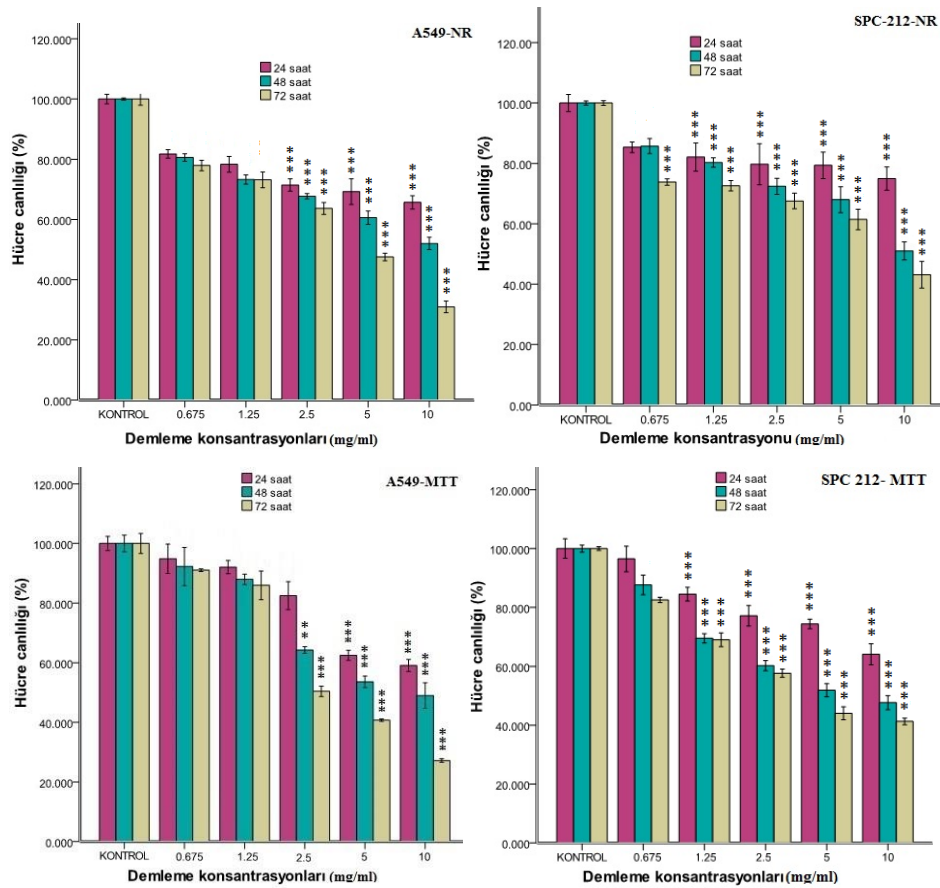 A549-NR
24 saat
48 saat
72 saat
Hücre canlılığı (%)
120.000
100.000
80.000
60.000
40.000
20.000
0.000
*** *** *** *** *** *** *** *** ***
KONTROL 0.675 1.25 2.5 5 10
Demleme konsantrasyonları (mg/ml)
SPC-212-NR
24 saat
48 saat
72 saat
Hücre canlılığı (%)
120.00
100.00
80.00
60.00
40.00
20.00
0.00
*** *** *** *** *** *** *** *** *** *** *** *** ***
KONTROL 0.675 1.25 2.5 5 10
Demleme konsantrasyonu (mg/ml)
A549-MTT
24 saat
48 saat
72 saat
Hücre canlılığı (%)
120.000
100.000
80.000
60.000
40.000
20.000
0.000
** *** *** *** *** *** *** ***
KONTROL 0.675 1.25 2.5 5 10
Demleme konsantrasyonları (mg/ml)
SPC 212- MTT
24 saat
48 saat
72 saat
Hücre canlılığı (%)
120.000
100.000
80.000
60.000
40.000
20.000
0.000
*** *** *** *** *** *** *** *** *** *** *** ***
KONTROL 0.675 1.25 2.5 5 10
Demleme konsantrasyonları (mg/ml)